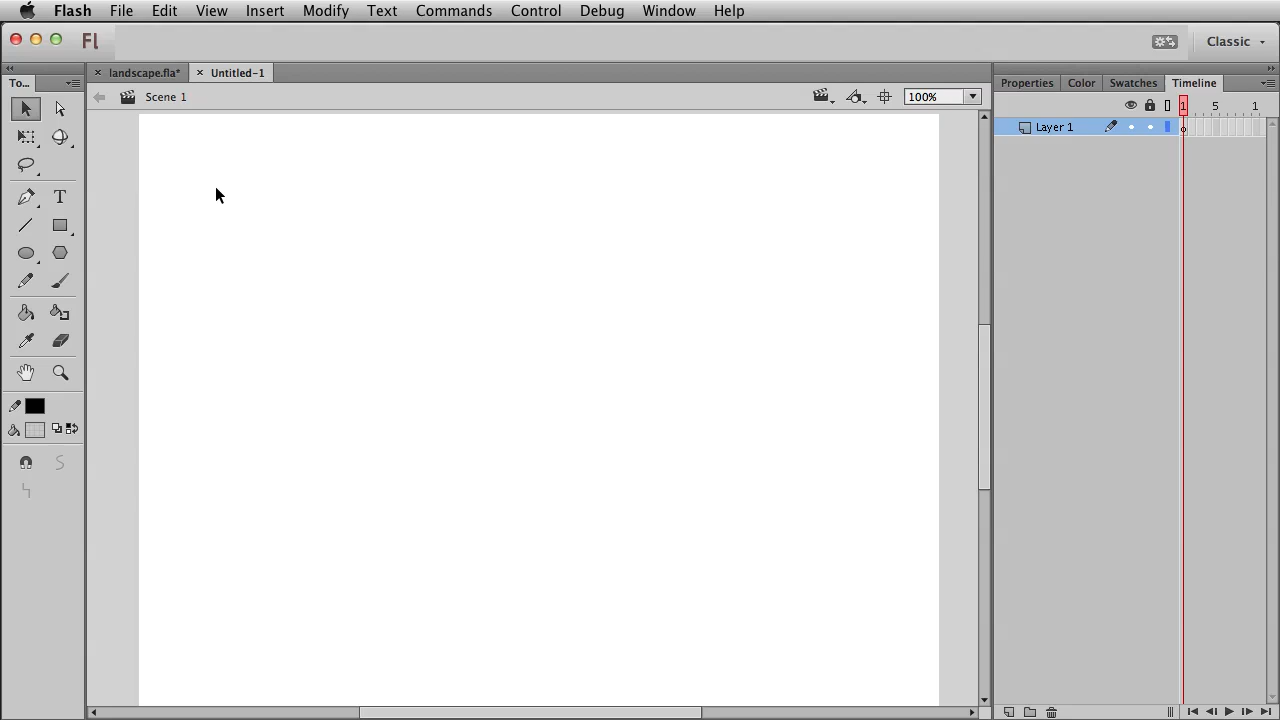 Flash File Edit View Insert Modify Text Commands Control Debug Window Help
Fl Classic
To... landscape.fla* Untitled-1 Properties Color Swatches Timeline
Scene 1 100%
1 5 1
Layer 1
T